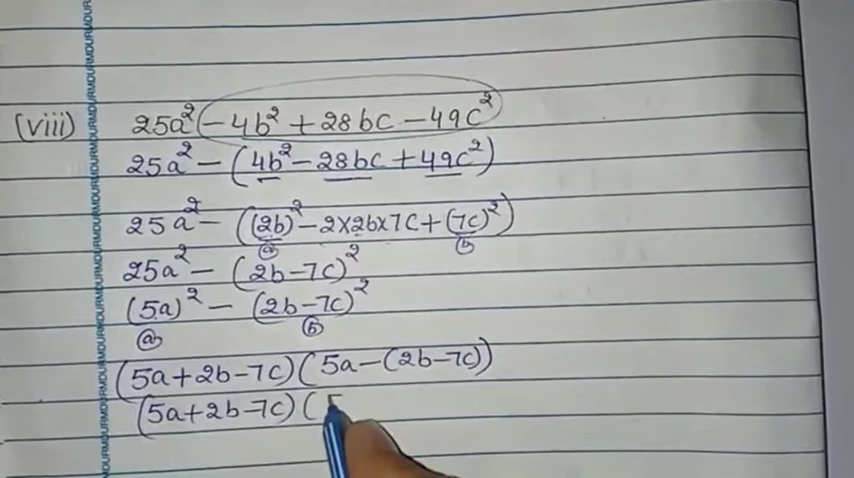 (viii) 25a² - 4b² + 28bc - 49c²
25a² - (4b² - 28bc + 49c²)
25a² - ((2b)² - 2×2b×7c + (7c)²)
ⓐ ⓑ
25a² - (2b-7c)²
(5a)² - (2b-7c)²
ⓐ ⓑ
(5a+2b-7c)(5a-(2b-7c))
(5a+2b-7c)(